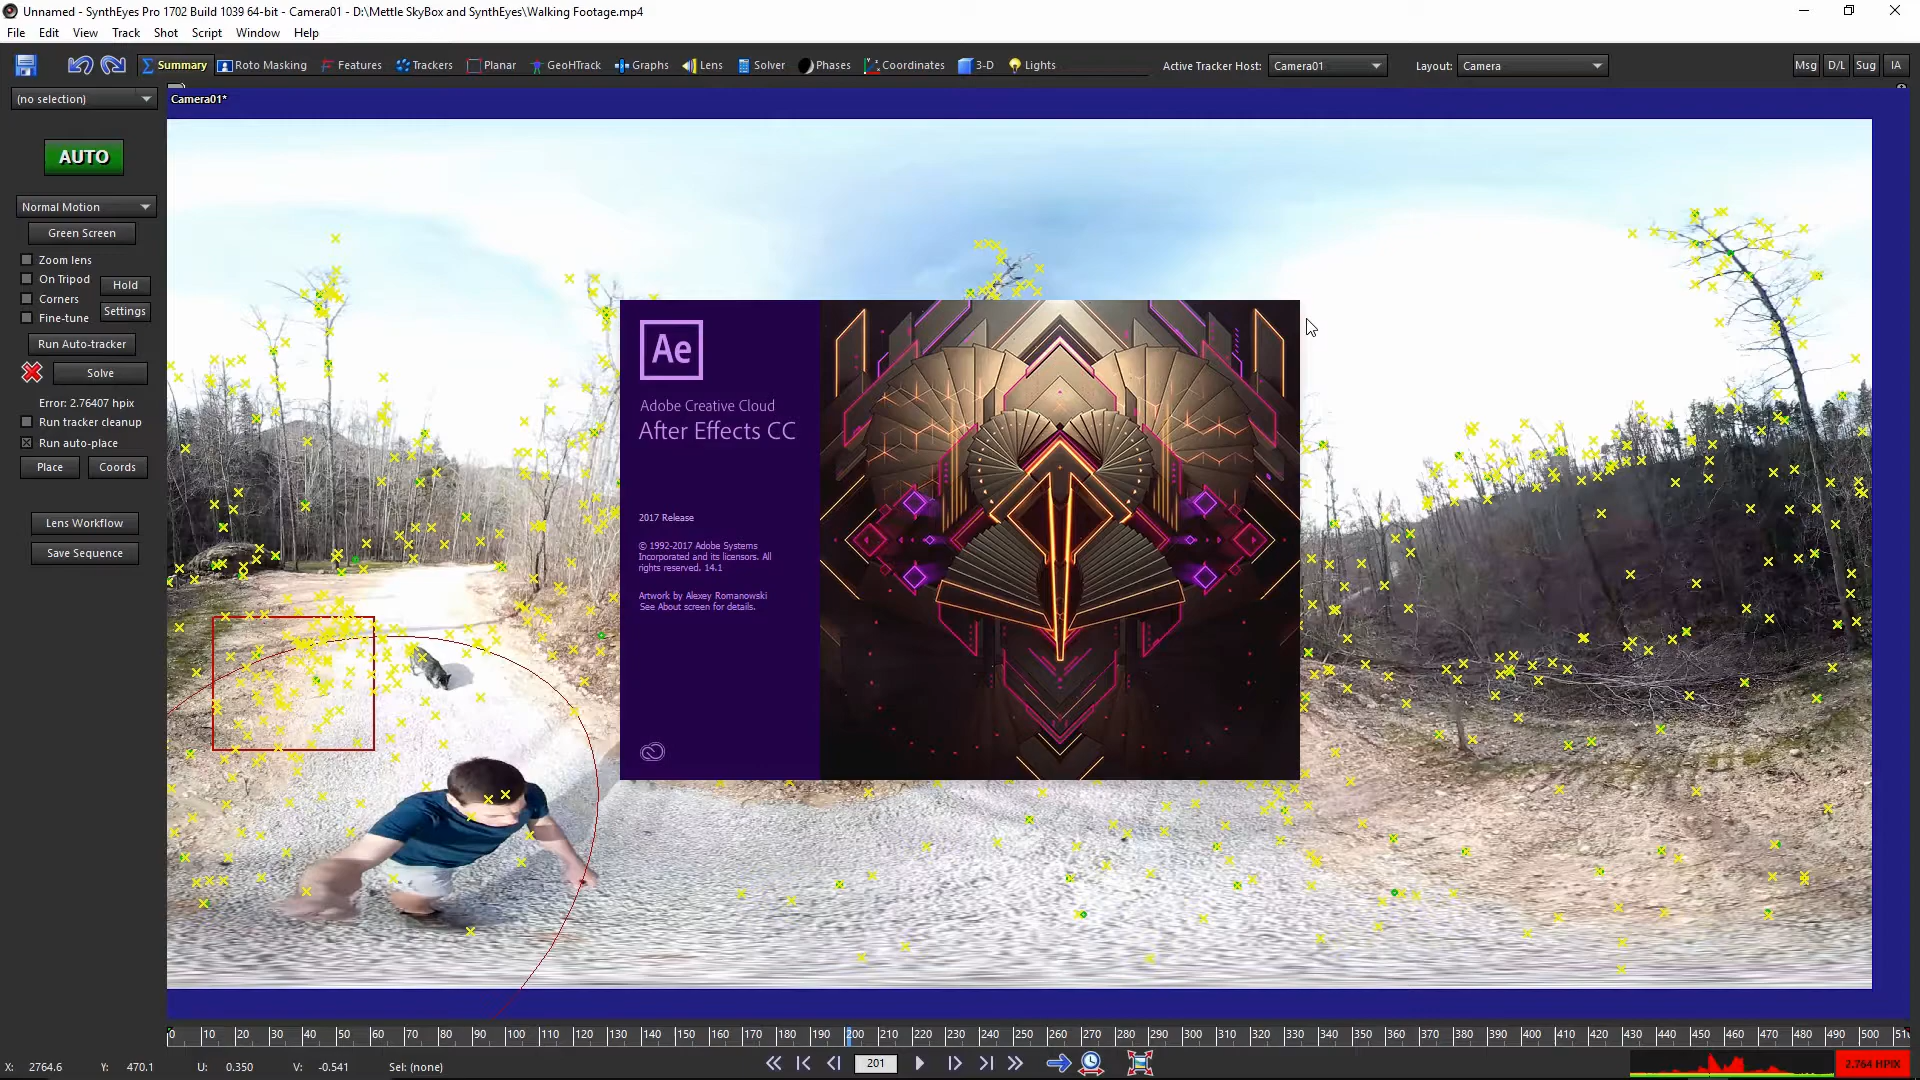 Unnamed - SynthEyes Pro 1702 Build 1039 64-bit - Camera01 - D:\Mettle SkyBox and SynthEyes\Walking Footage.mp4
File Edit View Track Shot Script Window Help
Summary Roto Masking Features Trackers Planar GeoHTrack Graphs Lens Solver Phases Coordinates 3-D Lights Active Tracker Host: Camera01 Layout: Camera Msg D/L Sug IA
(no selection)
Camera01*
AUTO
Normal Motion
Green Screen
Zoom lens
On Tripod
Hold
Corners
Settings
Fine-tune
Run Auto-tracker
Solve
Error: 2.76407 hpix
Run tracker cleanup
Run auto-place
Place Coords
Lens Workflow
Save Sequence
Ae
Adobe Creative Cloud
After Effects CC
2017 Release
© 1992-2017 Adobe Systems
Incorporated and its licensors. All
rights reserved. 14.1
Artwork by Alexey Romanowski
See About screen for details.
0 10 20 30 40 50 60 70 80 90 100 110 120 130 140 150 160 170 180 190 200 210 220 230 240 250 260 270 280 290 300 310 320 330 340 350 360 370 380 390 400 410 420 430 440 450 460 470 480 490 500
X: 2764.6 Y: 470.1 U: 0.350 V: -0.541 Sel: (none) 201 2.764 HPIX